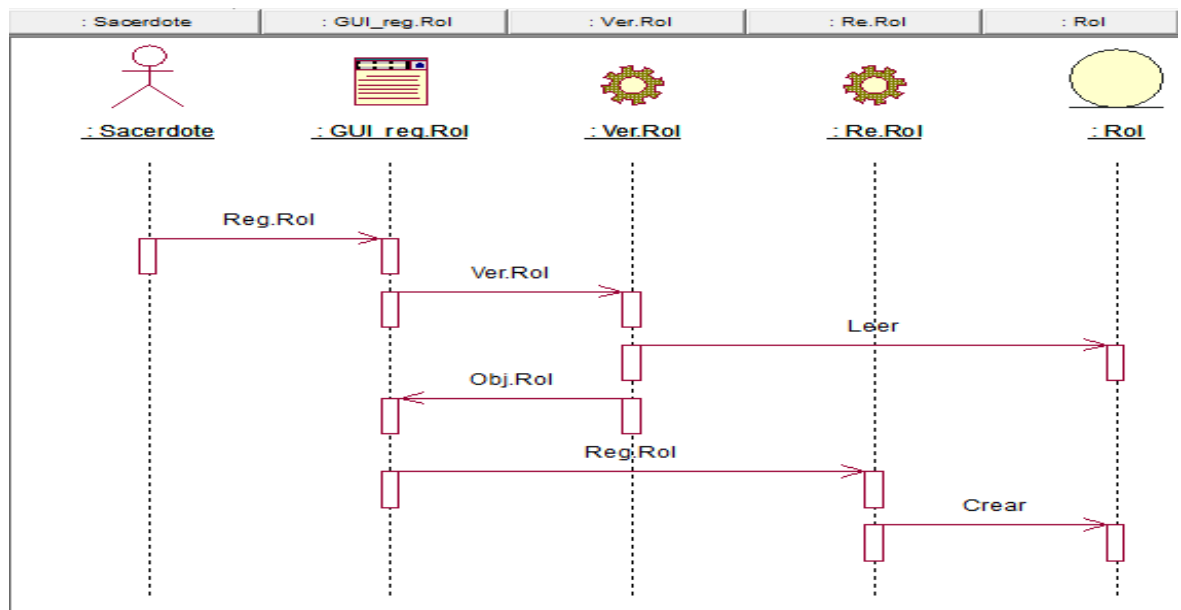 : Sacerdote : GUI_reg.Rol : Ver.Rol : Re.Rol : Rol
: Sacerdote : GUI_reg.Rol : Ver.Rol : Re.Rol : Rol
Reg.Rol
Ver.Rol
Leer
Obj.Rol
Reg.Rol
Crear